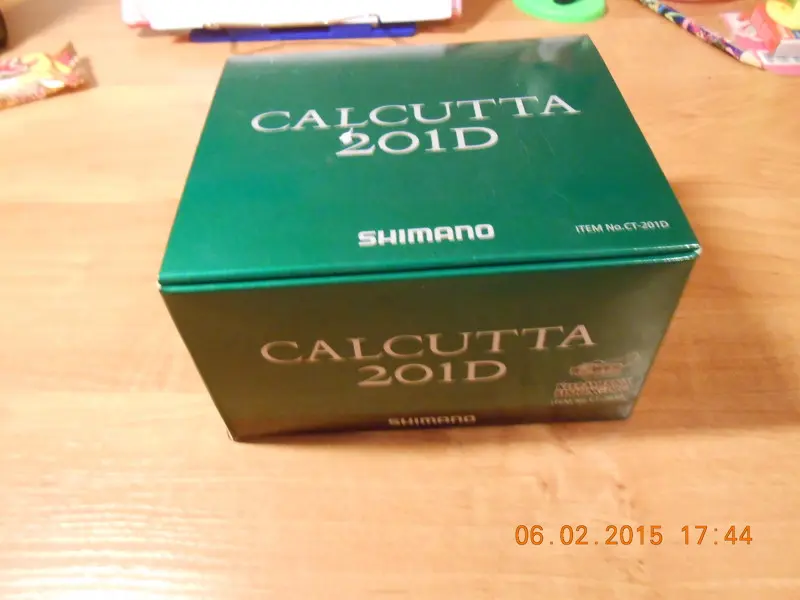 CALCUTTA
201D
SHIMANO
ITEM No.CT-201D
CALCUTTA
201D
SHIMANO
06.02.2015 17:44